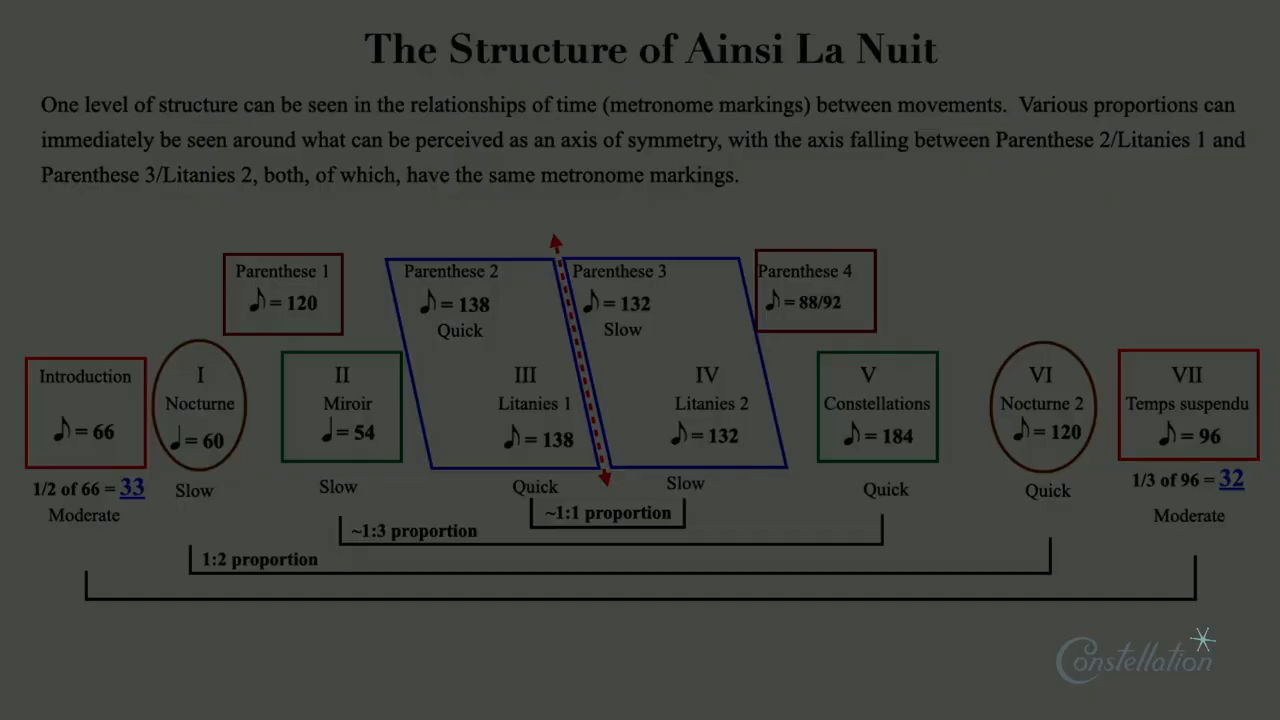 The Structure of Ainsi La Nuit
One level of structure can be seen in the relationships of time (metronome markings) between movements. Various proportions can
immediately be seen around what can be perceived as an axis of symmetry, with the axis falling between Parenthese 2/Litanies 1 and
Parenthese 3/Litanies 2, both, of which, have the same metronome markings.
Parenthese 1
♪= 120
Parenthese 2
♪= 138
Quick
Parenthese 3
♪= 132
Slow
Parenthese 4
♪= 88/92
Introduction
♪= 66
1/2 of 66 = 33
Moderate
I
Nocturne
♩= 60
Slow
II
Miroir
♩= 54
Slow
III
Litanies 1
♪= 138
Quick
IV
Litanies 2
♪= 132
Slow
V
Constellations
♪= 184
Quick
VI
Nocturne 2
♪= 120
Quick
VII
Temps suspendu
♪= 96
1/3 of 96 = 32
Moderate
~1:1 proportion
~1:3 proportion
1:2 proportion
Constellation